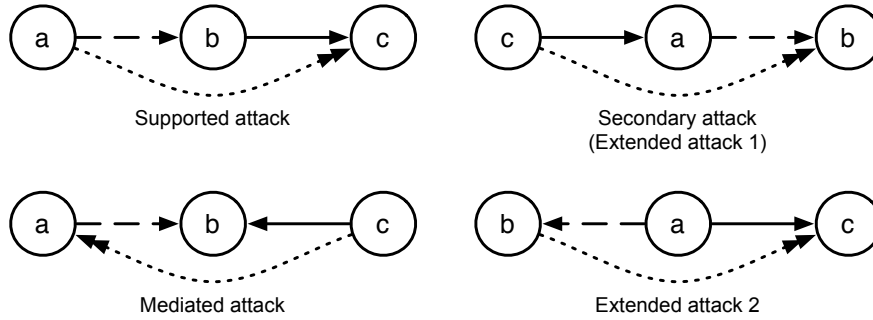 a b c
Supported attack
c a b
Secondary attack
(Extended attack 1)
a b c
Mediated attack
b a c
Extended attack 2